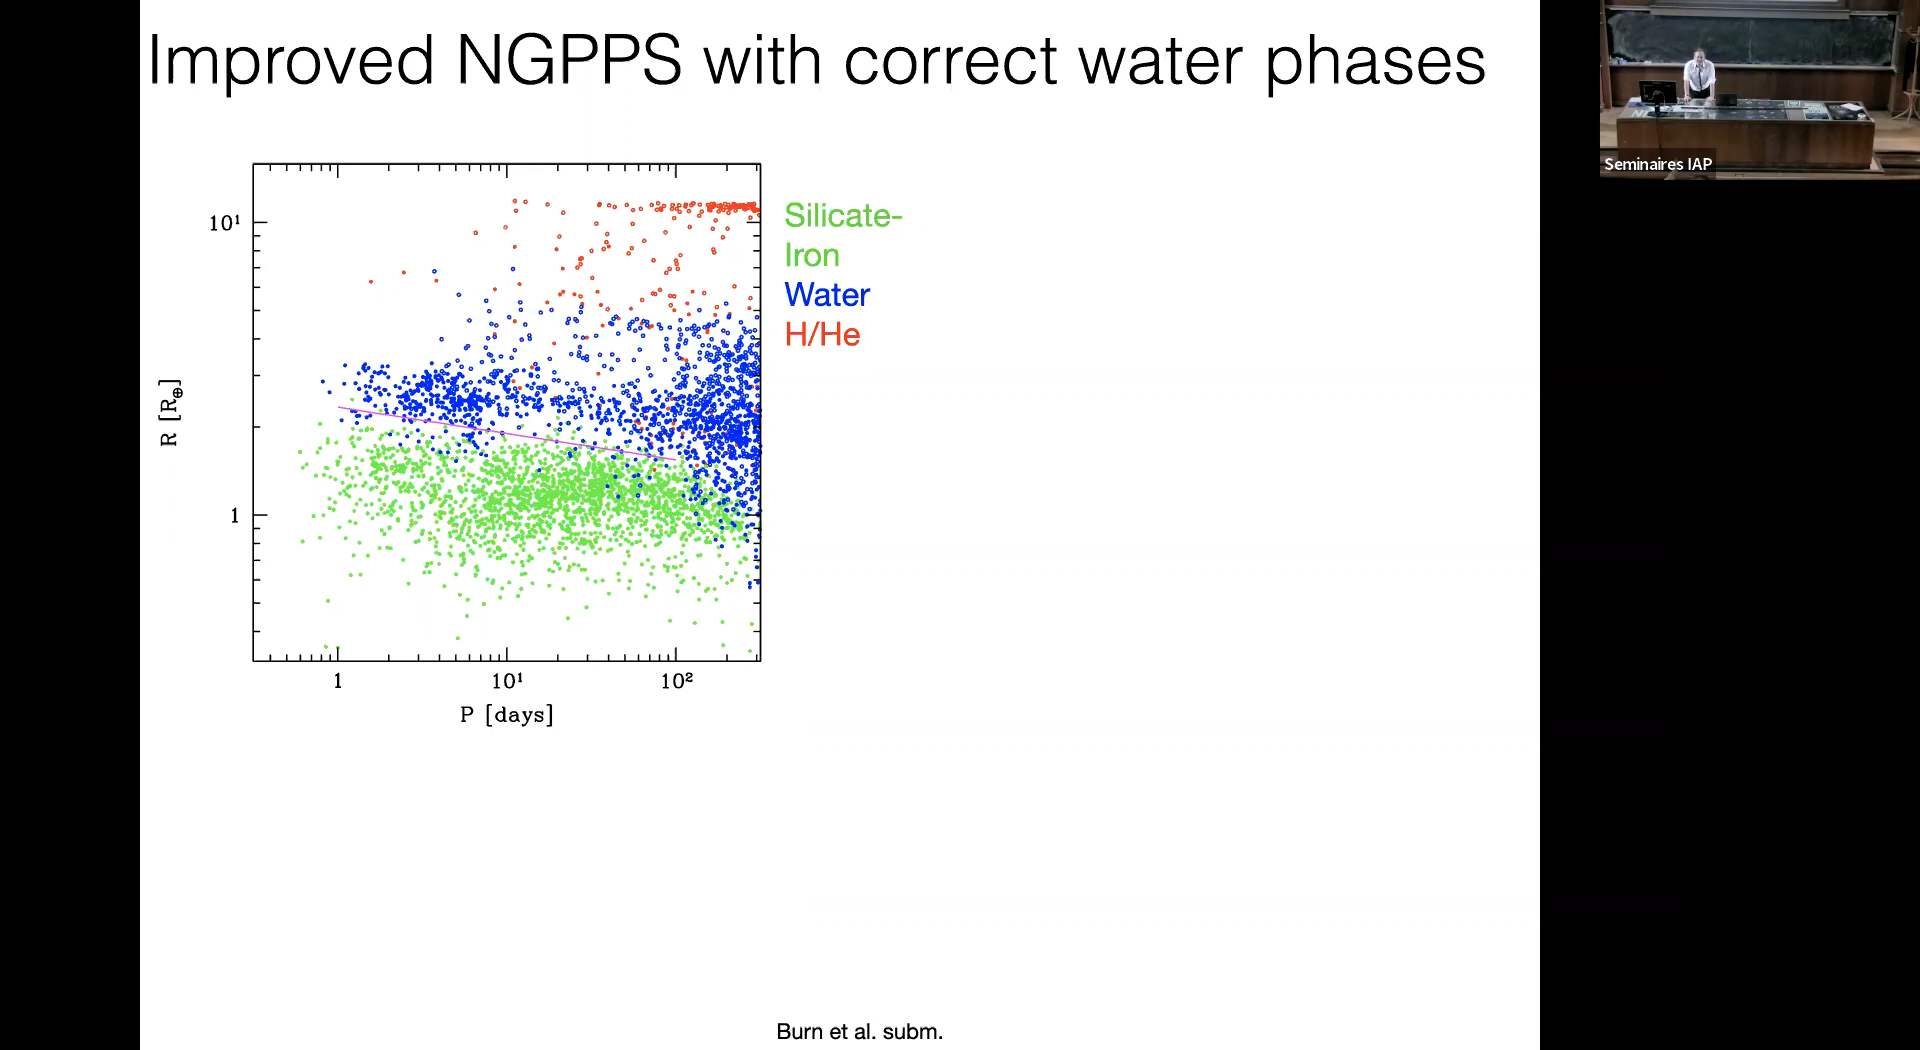 Improved NGPPS with correct water phases
Seminaires IAP
Silicate-
Iron
Water
H/He
10¹
1
R [R⊕]
1
10¹
10²
P [days]
Burn et al. subm.